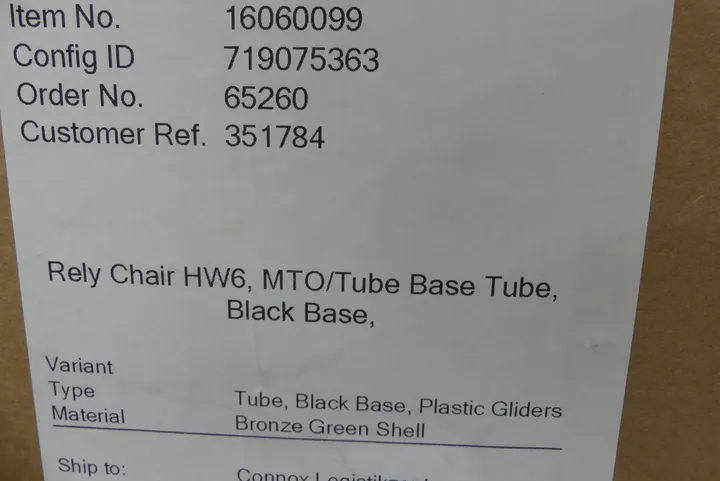 Item No. 16060099
Config ID 719075363
Order No. 65260
Customer Ref. 351784
Rely Chair HW6, MTO/Tube Base Tube,
Black Base,
Variant
Type Tube, Black Base, Plastic Gliders
Material Bronze Green Shell
Ship to: Connox